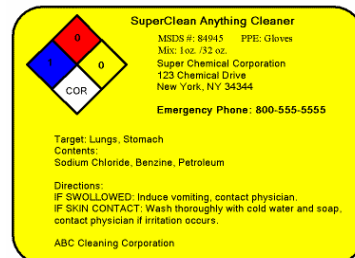 SuperClean Anything Cleaner
0
MSDS #: 84945 PPE: Gloves
Mix: 1oz. /32 oz.
1
0
Super Chemical Corporation
123 Chemical Drive
COR
New York, NY 34344
Emergency Phone: 800-555-5555
Target: Lungs, Stomach
Contents:
Sodium Chloride, Benzine, Petroleum
Directions:
IF SWOLLOWED: Induce vomiting, contact physician.
IF SKIN CONTACT: Wash thoroughly with cold water and soap,
contact physician if irritation occurs.
ABC Cleaning Corporation